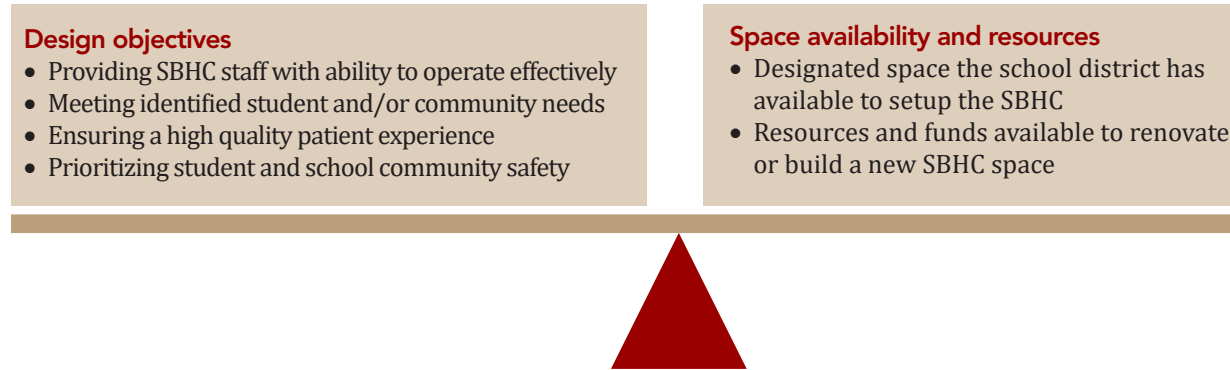 Design objectives
• Providing SBHC staff with ability to operate effectively
• Meeting identified student and/or community needs
• Ensuring a high quality patient experience
• Prioritizing student and school community safety
Space availability and resources
• Designated space the school district has
available to setup the SBHC
• Resources and funds available to renovate
or build a new SBHC space